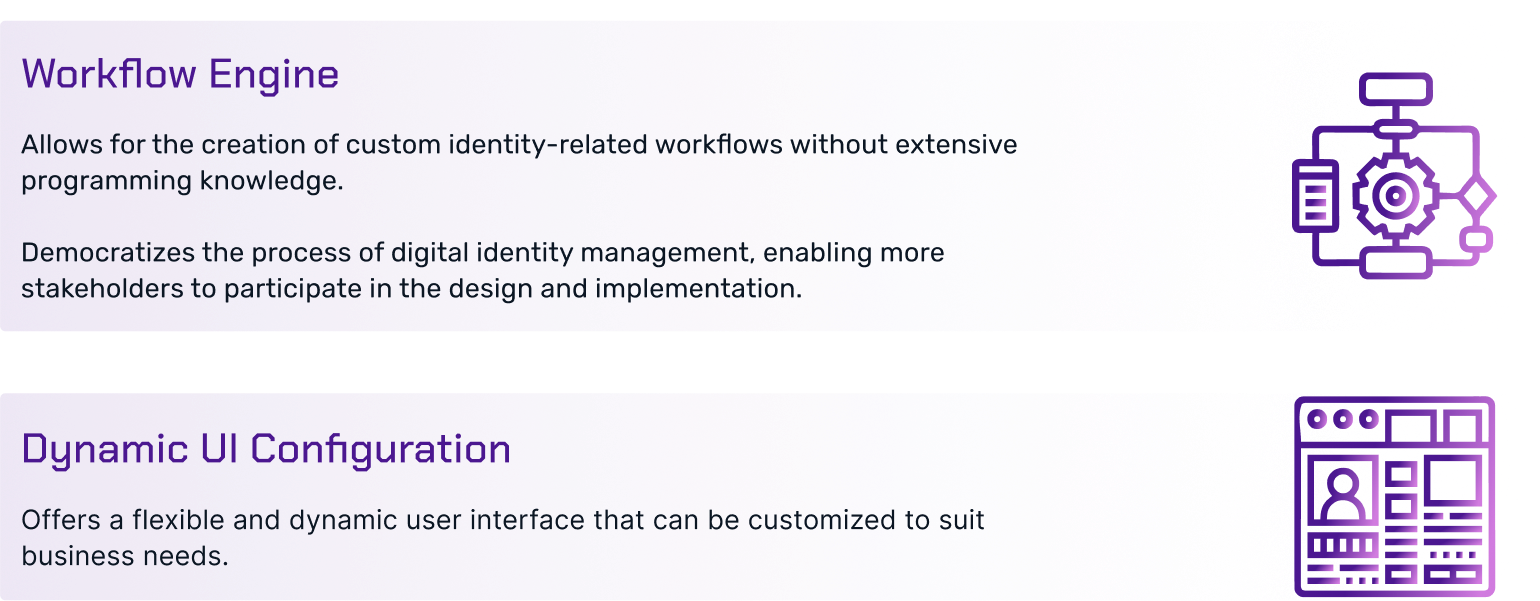 Workflow Engine
Allows for the creation of custom identity-related workflows without extensive
programming knowledge.
Democratizes the process of digital identity management, enabling more
stakeholders to participate in the design and implementation.
Dynamic UI Configuration
Offers a flexible and dynamic user interface that can be customized to suit
business needs.